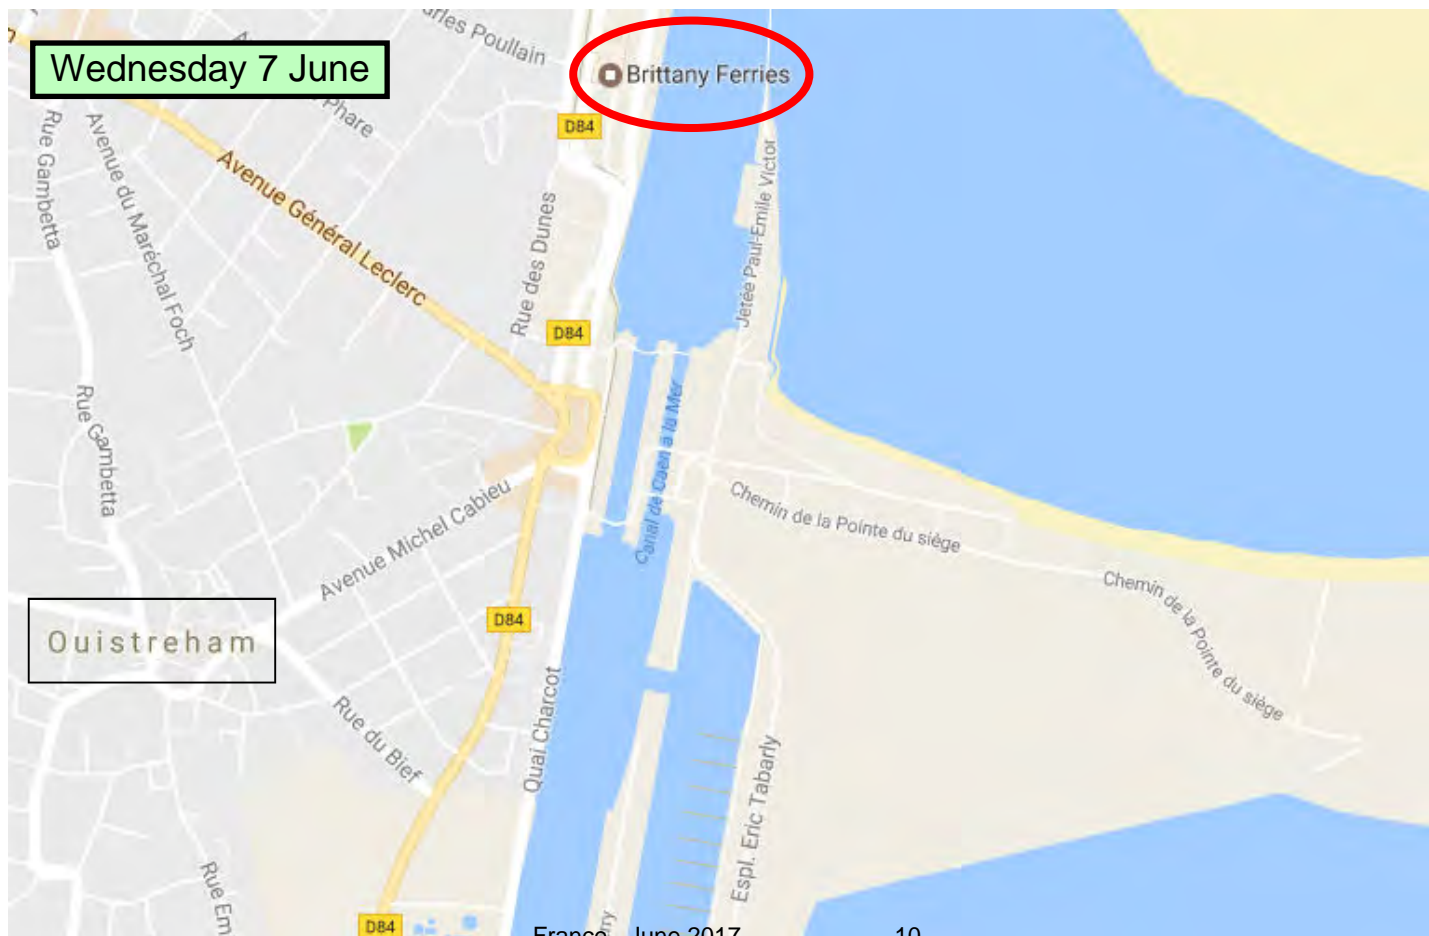 Poullain
Wednesday 7 June
Brittany Ferries
Phare
D84
Rue Gambetta
Avenue du Maréchal Foch
Avenue Général Leclerc
Rue des Dunes
Jetée Paul-Emile Victor
D84
Rue Gambetta
Canal de Caen à la Mer
Avenue Michel Cabieu
Chemin de la Pointe du siège
Chemin de la Pointe du siège
D84
Ouistreham
Rue du Bief
Quai Charcot
Espl. Eric Tabarly
Rue Em
D84
France - June 2017
10